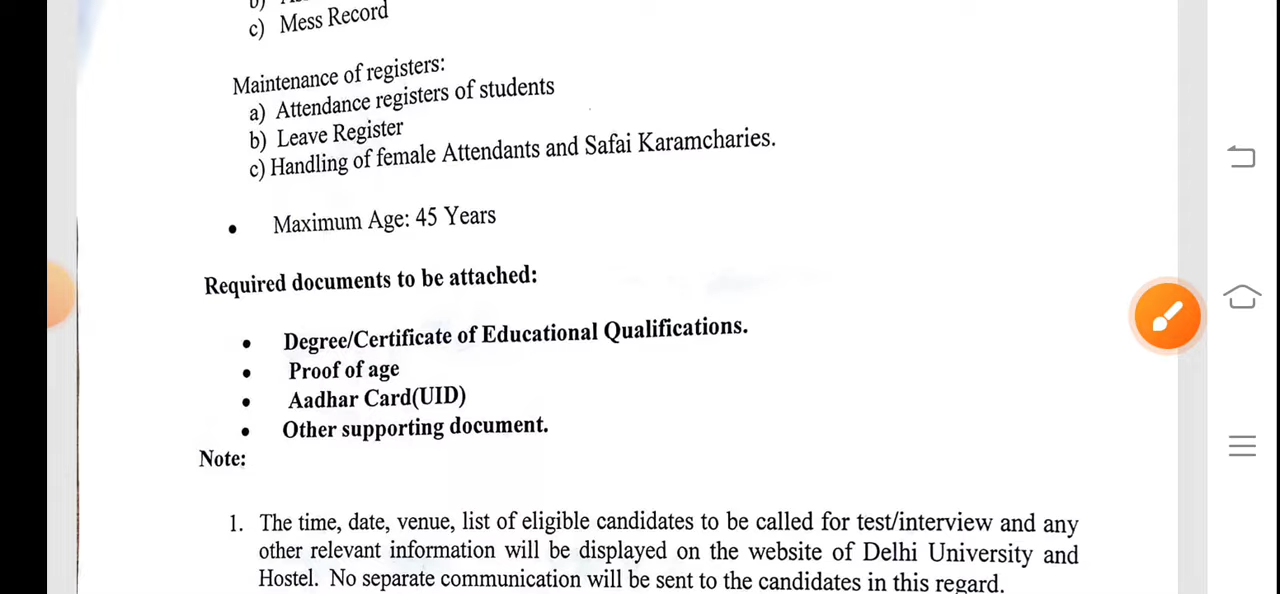 c) Mess Record
Maintenance of registers:
a) Attendance registers of students
b) Leave Register
c) Handling of female Attendants and Safai Karamcharies.
• Maximum Age: 45 Years
Required documents to be attached:
• Degree/Certificate of Educational Qualifications.
• Proof of age
• Aadhar Card(UID)
• Other supporting document.
Note:
1. The time, date, venue, list of eligible candidates to be called for test/interview and any
other relevant information will be displayed on the website of Delhi University and
Hostel. No separate communication will be sent to the candidates in this regard.